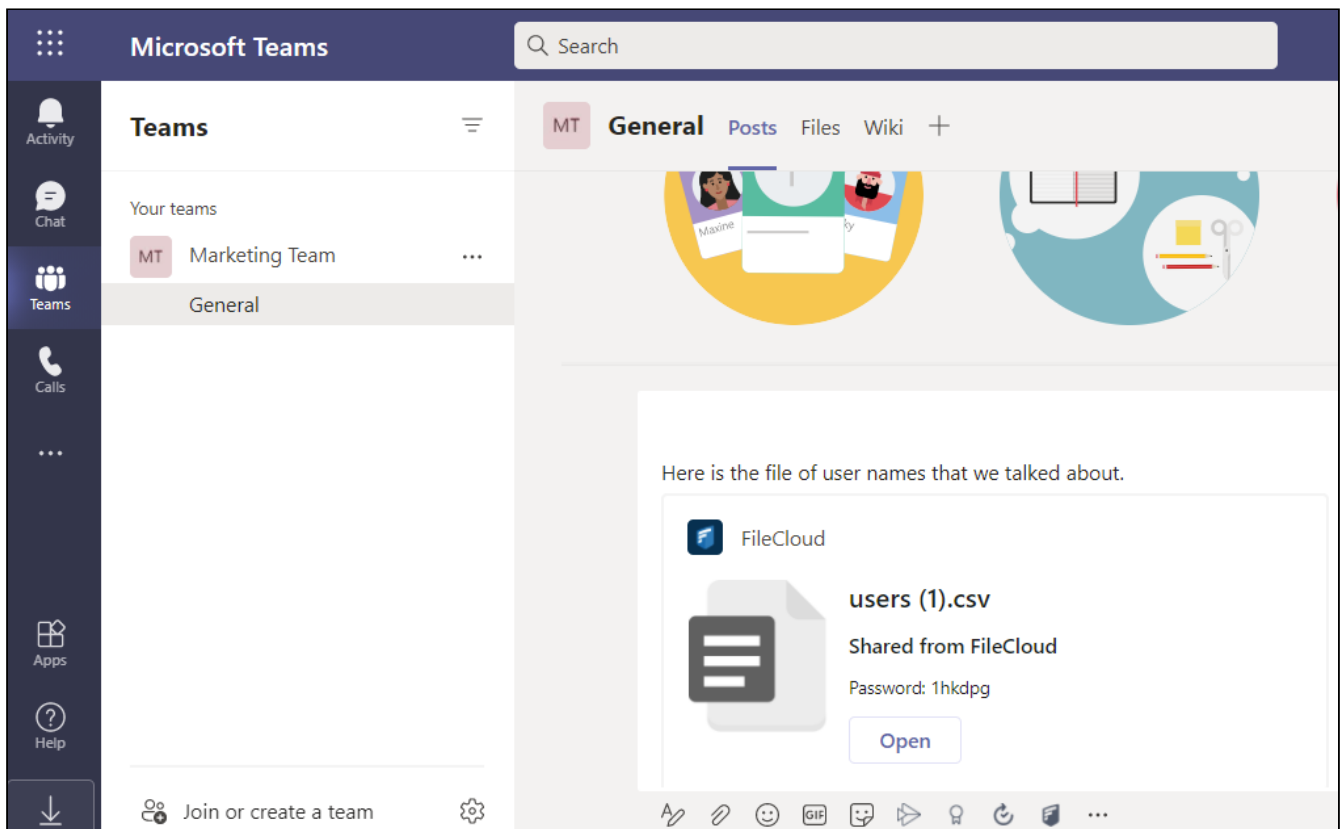 Microsoft Teams
Search
Activity
Chat
Teams
Calls
Apps
Help
Teams
Your teams
MT Marketing Team
General
Join or create a team
MT General Posts Files Wiki
Maxine
ky
Here is the file of user names that we talked about.
FileCloud
users (1).csv
Shared from FileCloud
Password: 1hkdpg
Open
GIF